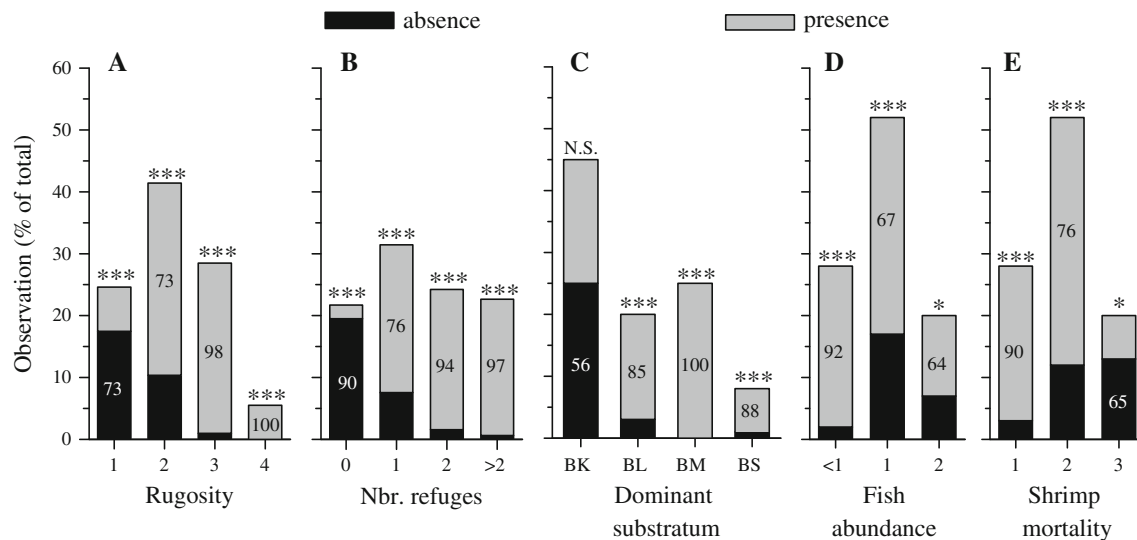 absence presence
A B C D E
Observation (% of total)
60
50
40
30
20
10
0
*** *** *** ***
73 73 98 100
1 2 3 4
Rugosity
*** *** *** ***
90 76 94 97
0 1 2 >2
Nbr. refuges
N.S. *** *** ***
56 85 100 88
BK BL BM BS
Dominant
substratum
*** *** *
92 67 64
<1 1 2
Fish
abundance
*** *** *
90 76 65
1 2 3
Shrimp
mortality